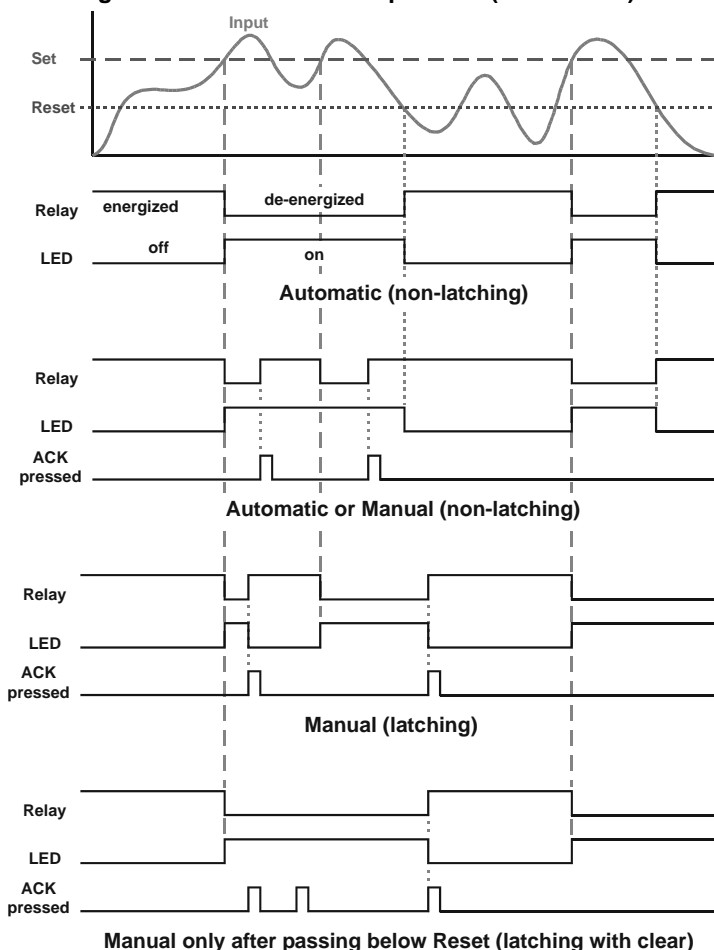 Input
Set
Reset
Relay energized de-energized
LED off on
Automatic (non-latching)
Relay
LED
ACK
pressed
Automatic or Manual (non-latching)
Relay
LED
ACK
pressed
Manual (latching)
Relay
LED
ACK
pressed
Manual only after passing below Reset (latching with clear)